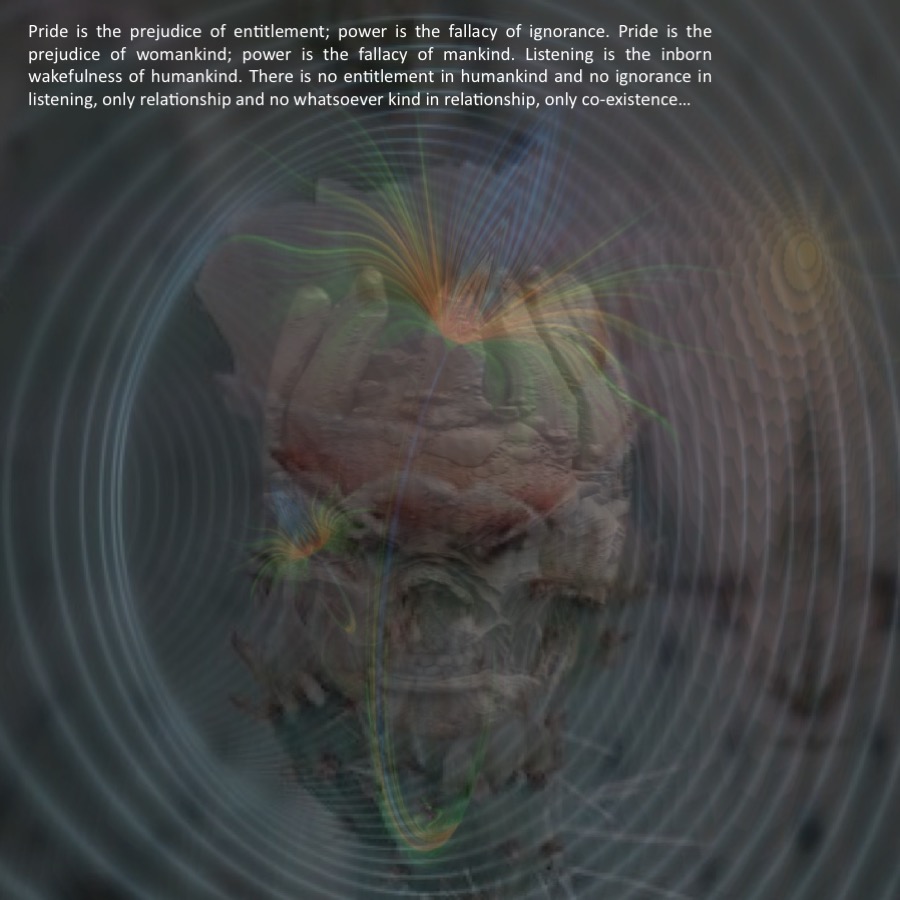 Pride is the prejudice of entitlement; power is the fallacy of ignorance. Pride is the
prejudice of womankind; power is the fallacy of mankind. Listening is the inborn
wakefulness of humankind. There is no entitlement in humankind and no ignorance in
listening, only relationship and no whatsoever kind in relationship, only co-existence…